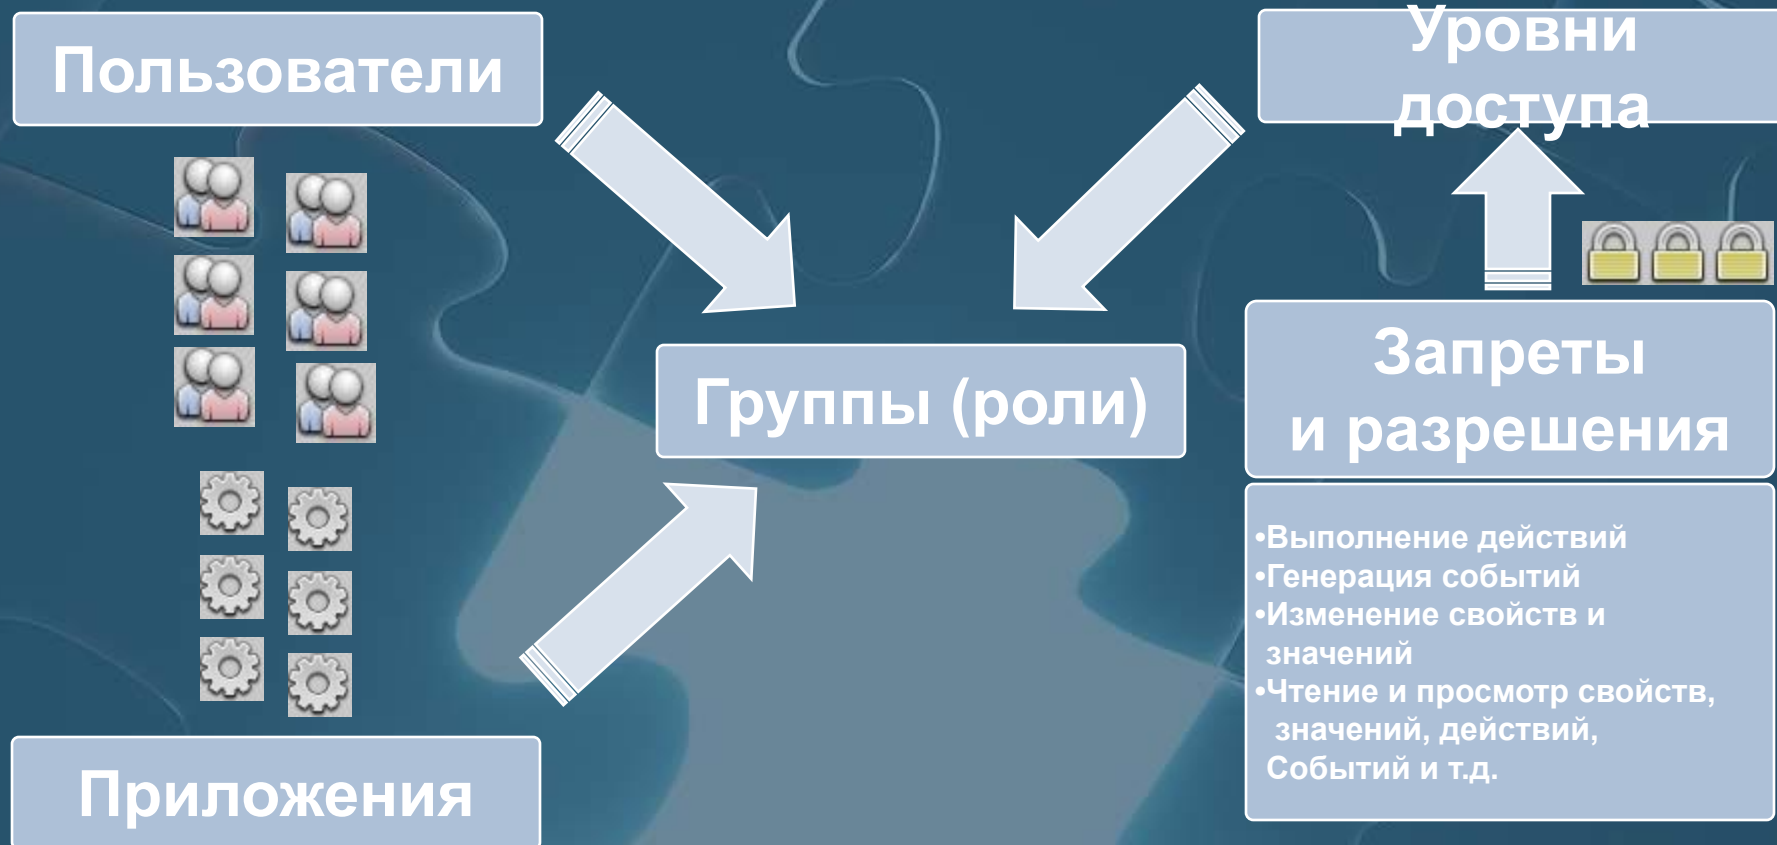 Пользователи
Уровни
доступа
Группы (роли)
Запреты
и разрешения
•Выполнение действий
•Генерация событий
•Изменение свойств и
значений
•Чтение и просмотр свойств,
значений, действий,
Событий и т.д.
Приложения